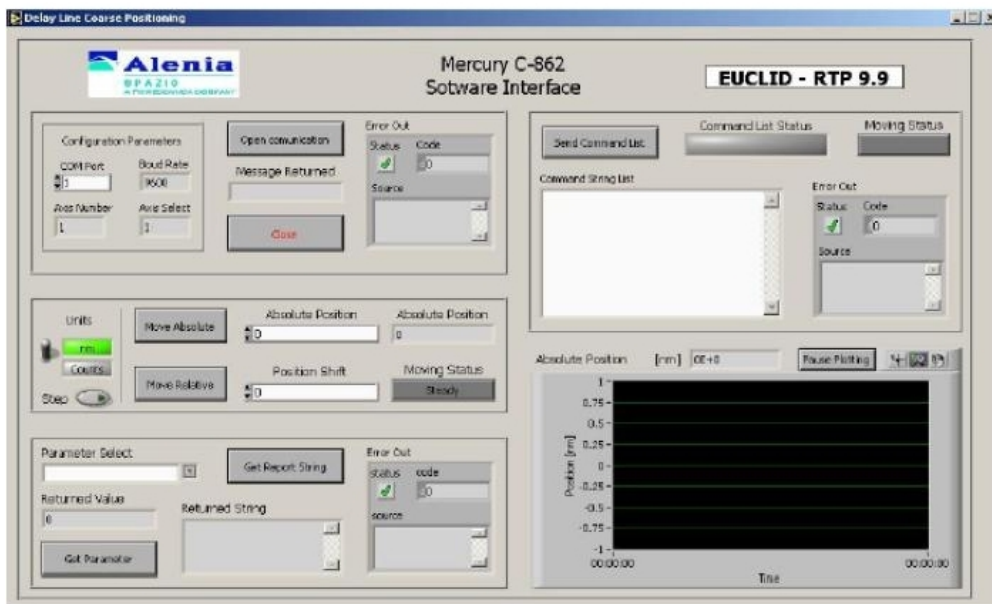 Delay Line Coarse Positioning
Alenia
SPAZIO
Mercury C-862
Sotware Interface
EUCLID - RTP 9.9
Configuration Parameters
COM Port
Boud Rate
9600
Axis Select
1
Open comunication
Message Returned
Close
Error Out
Status Code
0
Source
Send Command List
Command List Status
Moving Status
Command String List
Error Out
Status Code
0
Source
Units
nm
Counts
Step
Move Absolute
Absolute Position
0
Absolute Position
0
Move Relative
Position Shift
0
Moving Status
Steady
Absolute Position [nm] 0E+0
Pause Plotting
Position [nm]
1
0.75
0.5
0.25
0
-0.25
-0.5
-0.75
-1
00:00:00
00:00:00
Time
Parameter Select
Get Report String
Returned Value
0
Returned String
Get Parameter
Error Out
status code
0
source